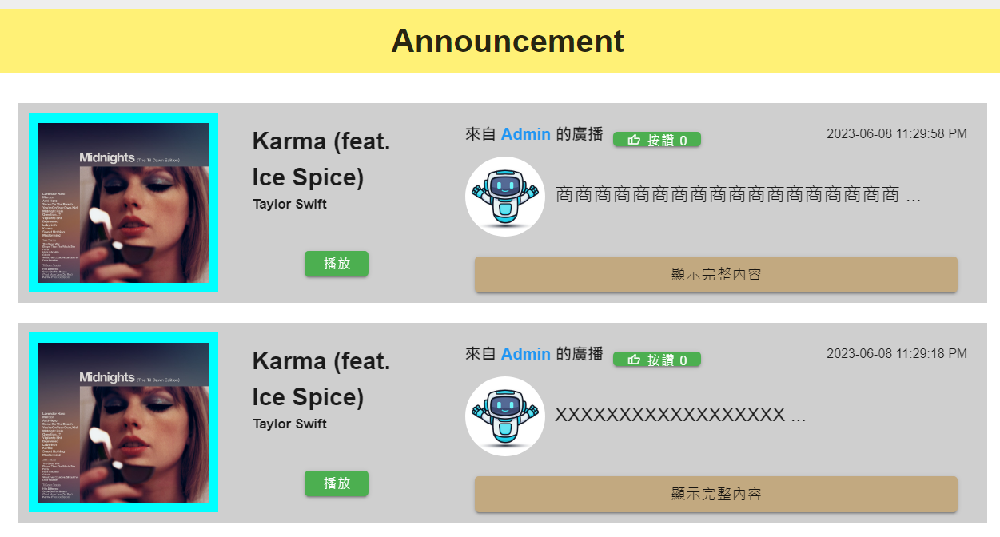 Announcement
Midnights (The Til Dawn Edition)
Karma (feat.
Ice Spice)
Taylor Swift
播放
來自 Admin 的廣播
按讚 0
2023-06-08 11:29:58 PM
商商商商商商商商商商商商商商商商商商 ...
顯示完整內容
Midnights (The Til Dawn Edition)
Karma (feat.
Ice Spice)
Taylor Swift
播放
來自 Admin 的廣播
按讚 0
2023-06-08 11:29:18 PM
XXXXXXXXXXXXXXXXXX ...
顯示完整內容